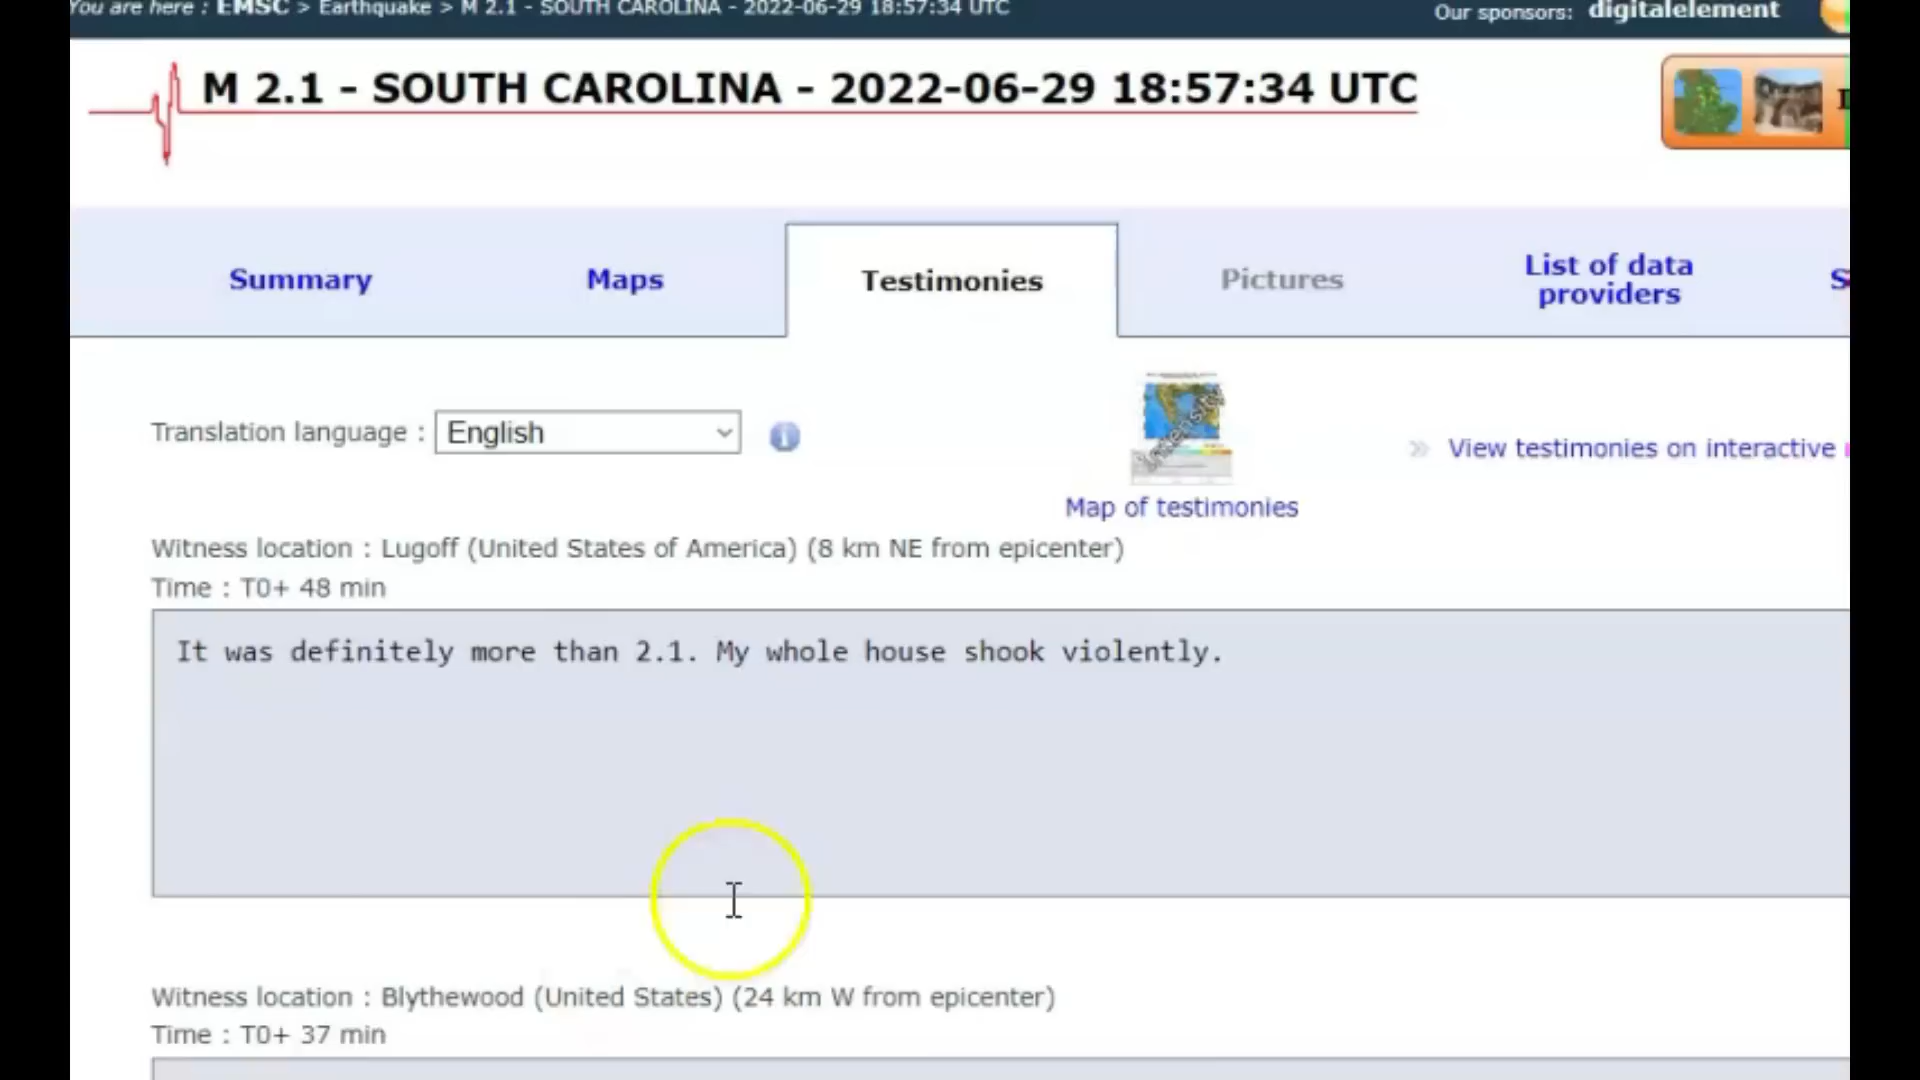 You are here : EMSC > Earthquake > M 2.1 - SOUTH CAROLINA - 2022-06-29 18:57:34 UTC
Our sponsors: digitalelement
M 2.1 - SOUTH CAROLINA - 2022-06-29 18:57:34 UTC
Summary
Maps
Testimonies
Pictures
List of data
providers
Translation language : English
Intensity
View testimonies on interactive
Map of testimonies
Witness location : Lugoff (United States of America) (8 km NE from epicenter)
Time : T0+ 48 min
It was definitely more than 2.1. My whole house shook violently.
Witness location : Blythewood (United States) (24 km W from epicenter)
Time : T0+ 37 min